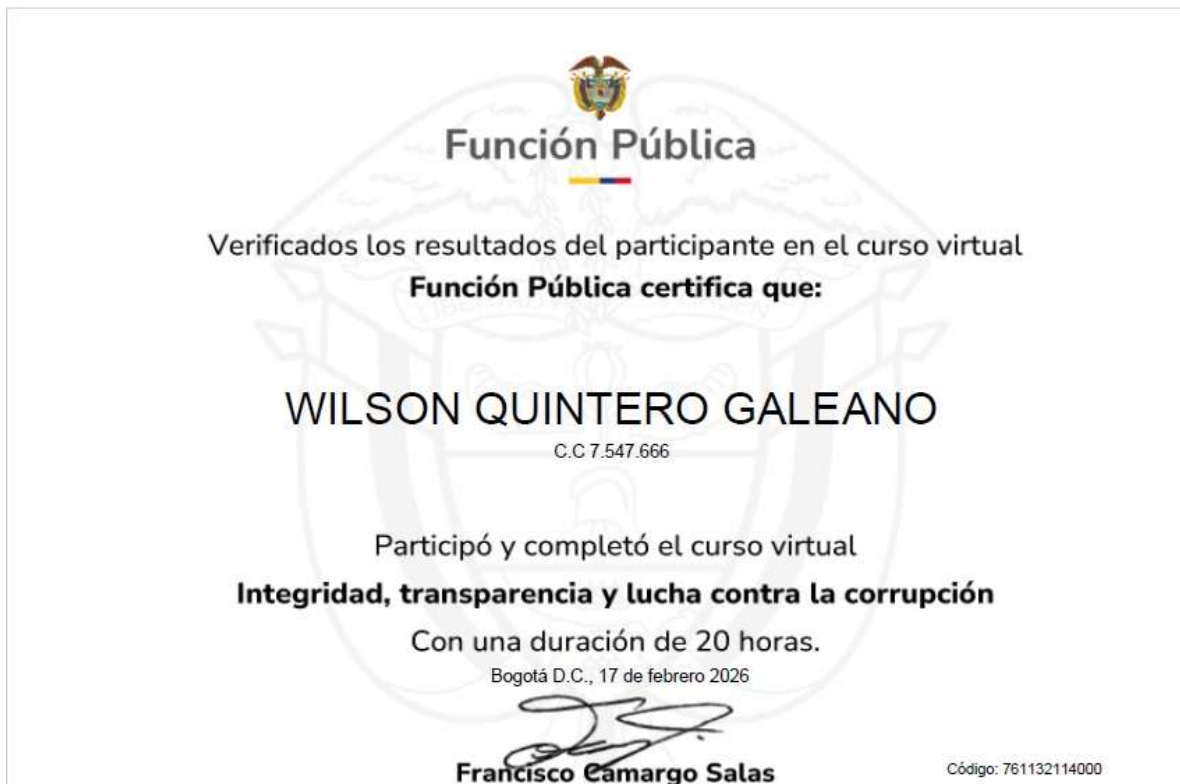 Función Pública
Verificados los resultados del participante en el curso virtual
Función Pública certifica que:
WILSON QUINTERO GALEANO
C.C 7.547.666
Participó y completó el curso virtual
Integridad, transparencia y lucha contra la corrupción
Con una duración de 20 horas.
Bogotá D.C., 17 de febrero 2026
Francisco Camargo Salas
Código: 761132114000